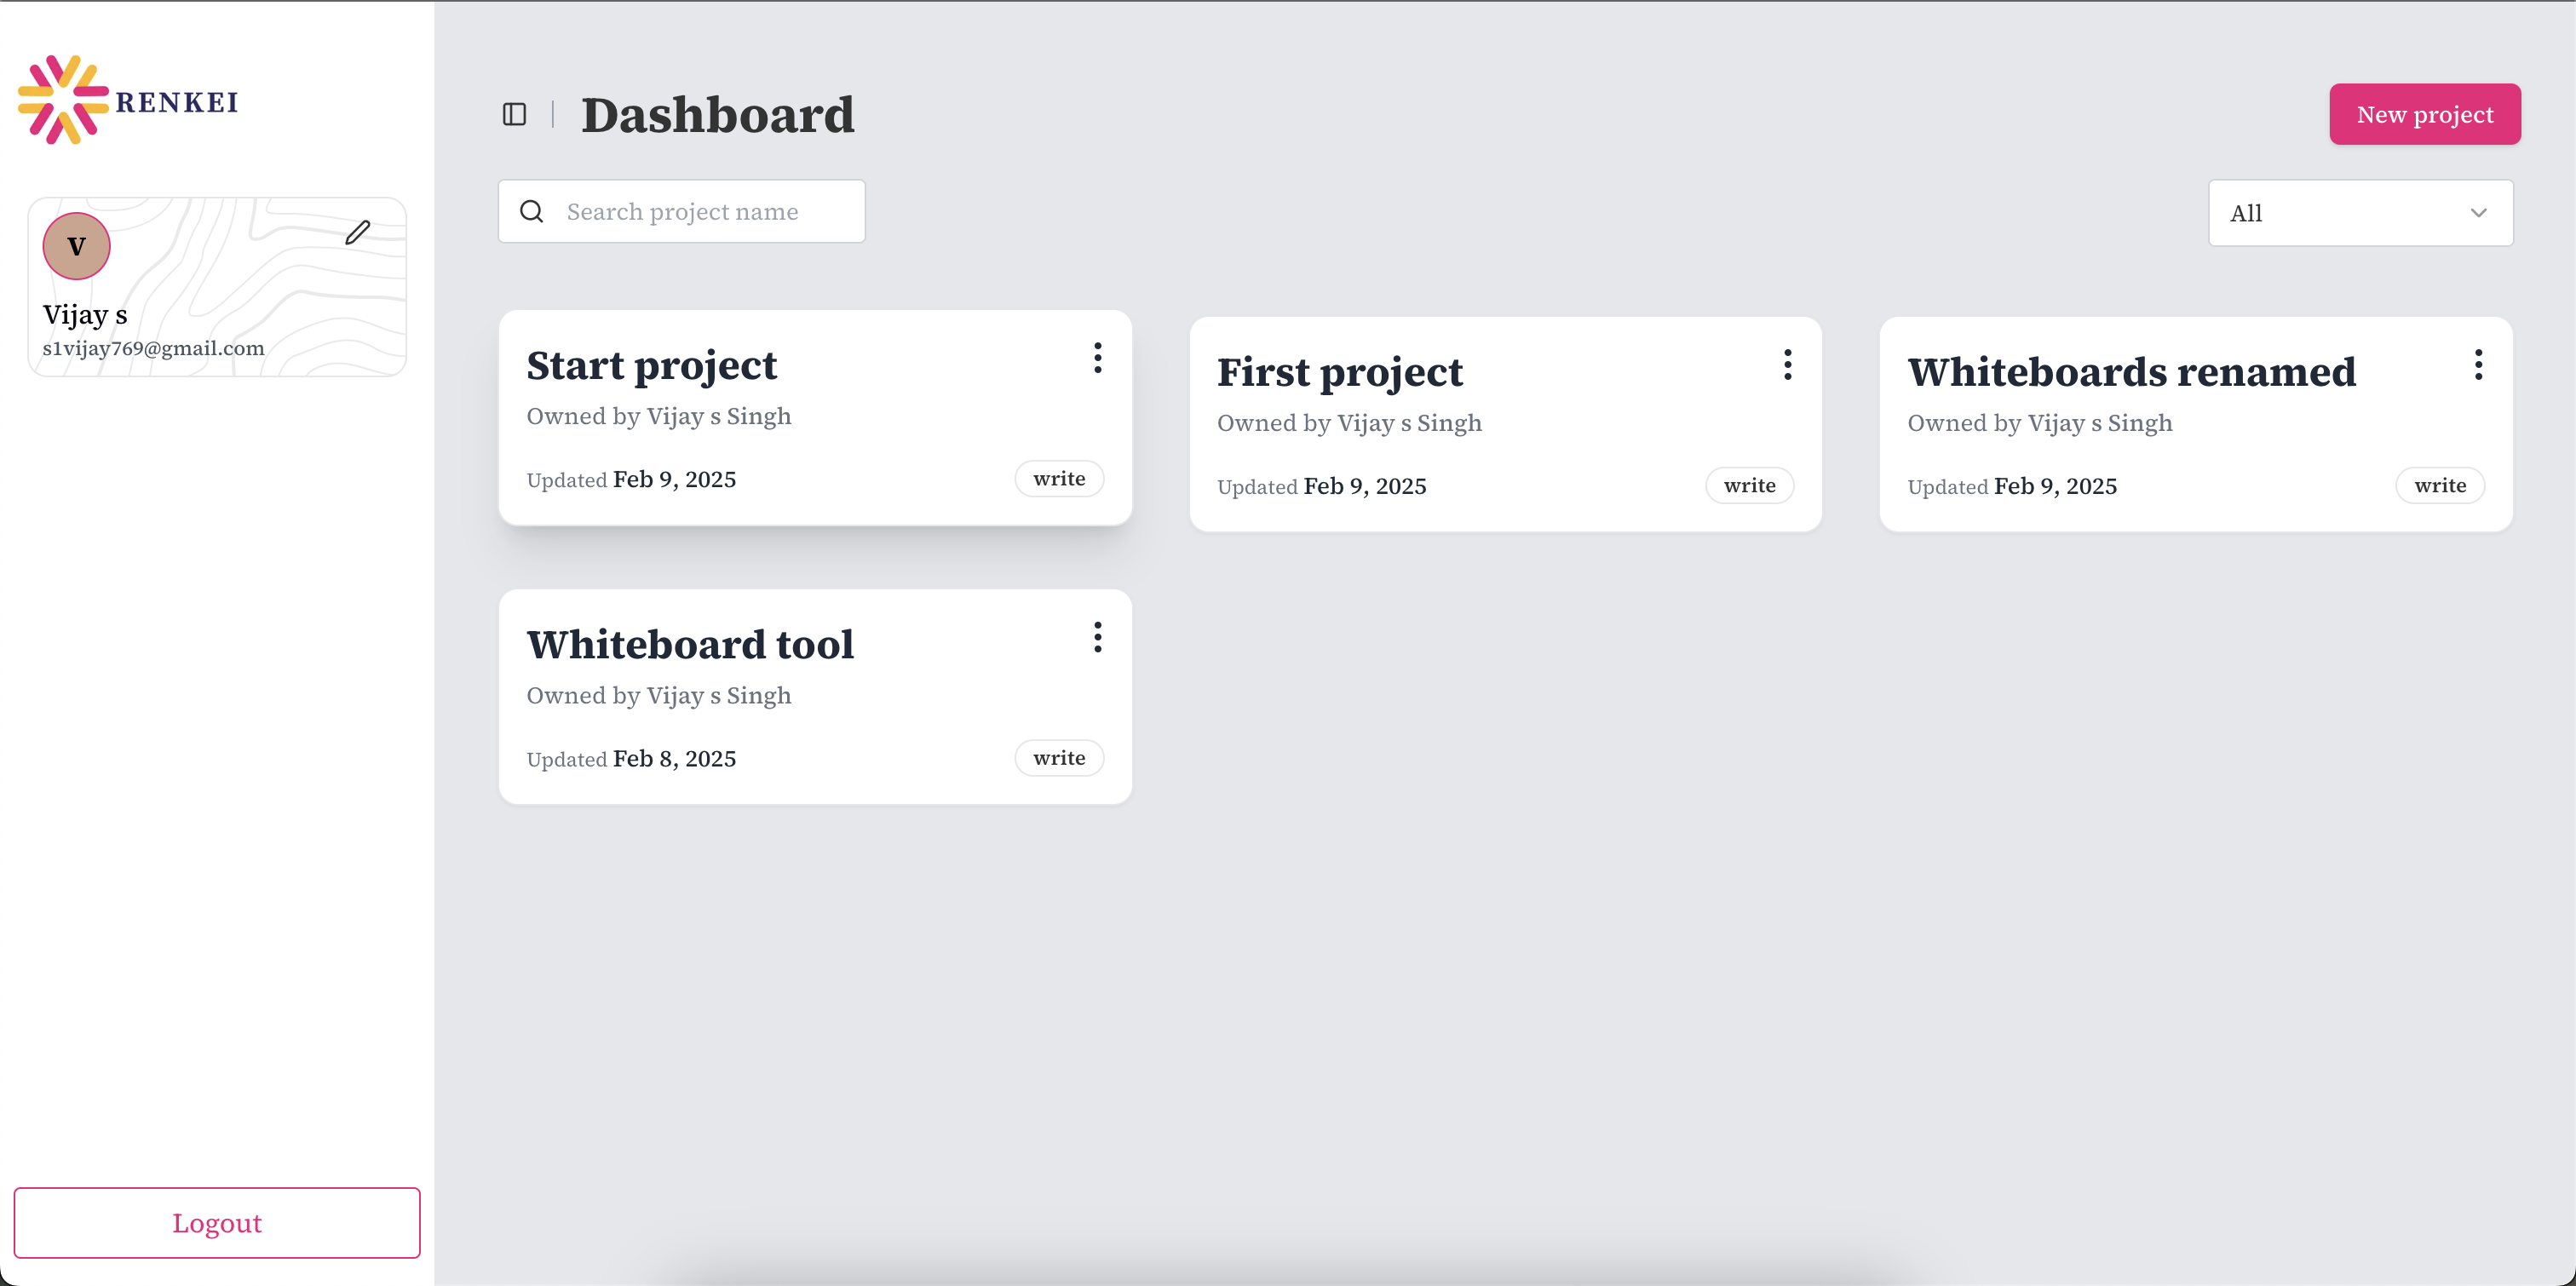 RENKEI
V
Vijay s
s1vijay769@gmail.com
Logout
Dashboard
New project
Search project name
All
Start project
Owned by Vijay s Singh
Updated Feb 9, 2025
write
First project
Owned by Vijay s Singh
Updated Feb 9, 2025
write
Whiteboards renamed
Owned by Vijay s Singh
Updated Feb 9, 2025
write
Whiteboard tool
Owned by Vijay s Singh
Updated Feb 8, 2025
write